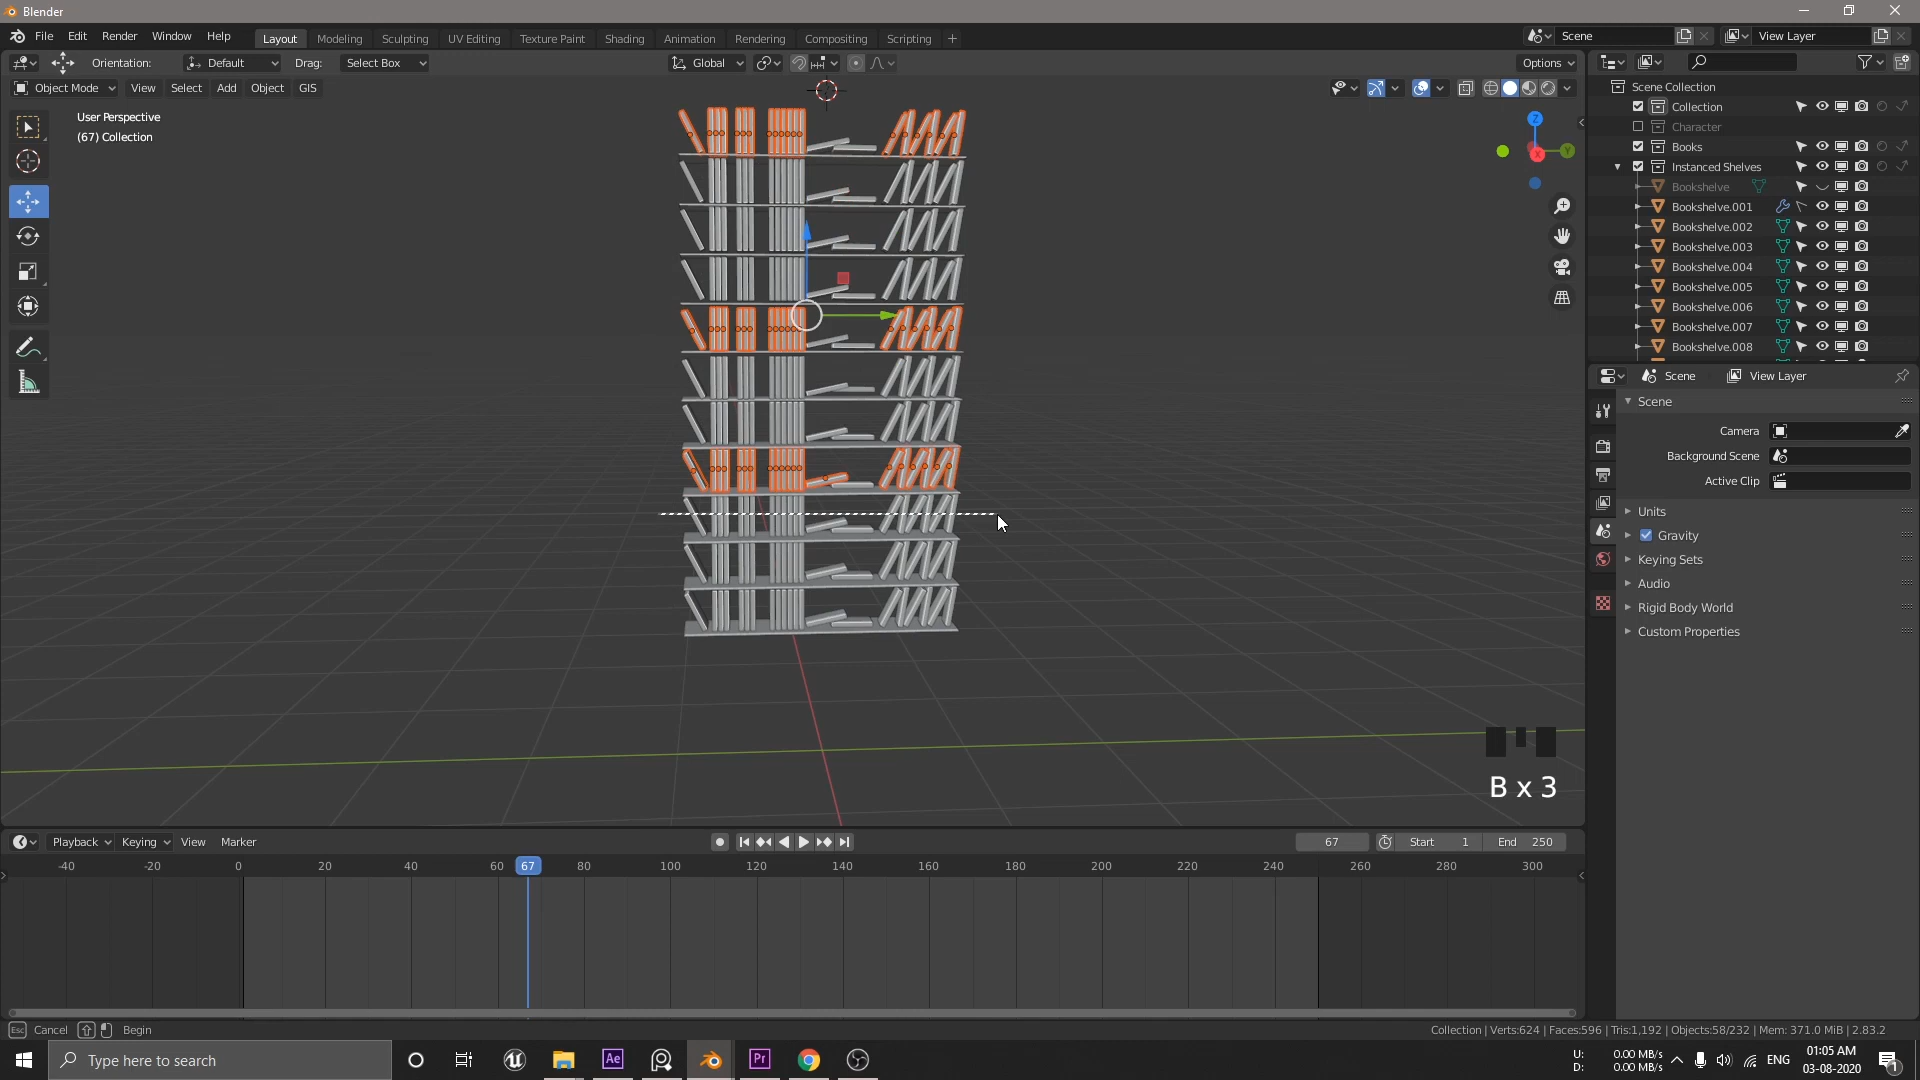 Blender
File Edit Render Window Help Layout Modeling Sculpting UV Editing Texture Paint Shading Animation Rendering Compositing Scripting + Scene View Layer
Orientation: Default Drag: Select Box Global Options
Object Mode View Select Add Object GIS
User Perspective
(67) Collection
Z
Y
X
Scene Collection
Collection
Character
Books
Instanced Shelves
Bookshelve
Bookshelve.001
Bookshelve.002
Bookshelve.003
Bookshelve.004
Bookshelve.005
Bookshelve.006
Bookshelve.007
Bookshelve.008
Scene View Layer
Scene
Camera
Background Scene
Active Clip
Units
Gravity
Keying Sets
Audio
Rigid Body World
Custom Properties
B x 3
Playback Keying View Marker 67 Start 1 End 250
-40 -20 0 20 40 60 67 80 100 120 140 160 180 200 220 240 260 280 300
Esc Cancel Begin Collection | Verts:624 | Faces:596 | Tris:1,192 | Objects:58/232 | Mem: 371.0 MiB | 2.83.2
Type here to search
Ae
Pr
U: 0.00 MB/s
D: 0.00 MB/s
ENG
01:05 AM
03-08-2020
1